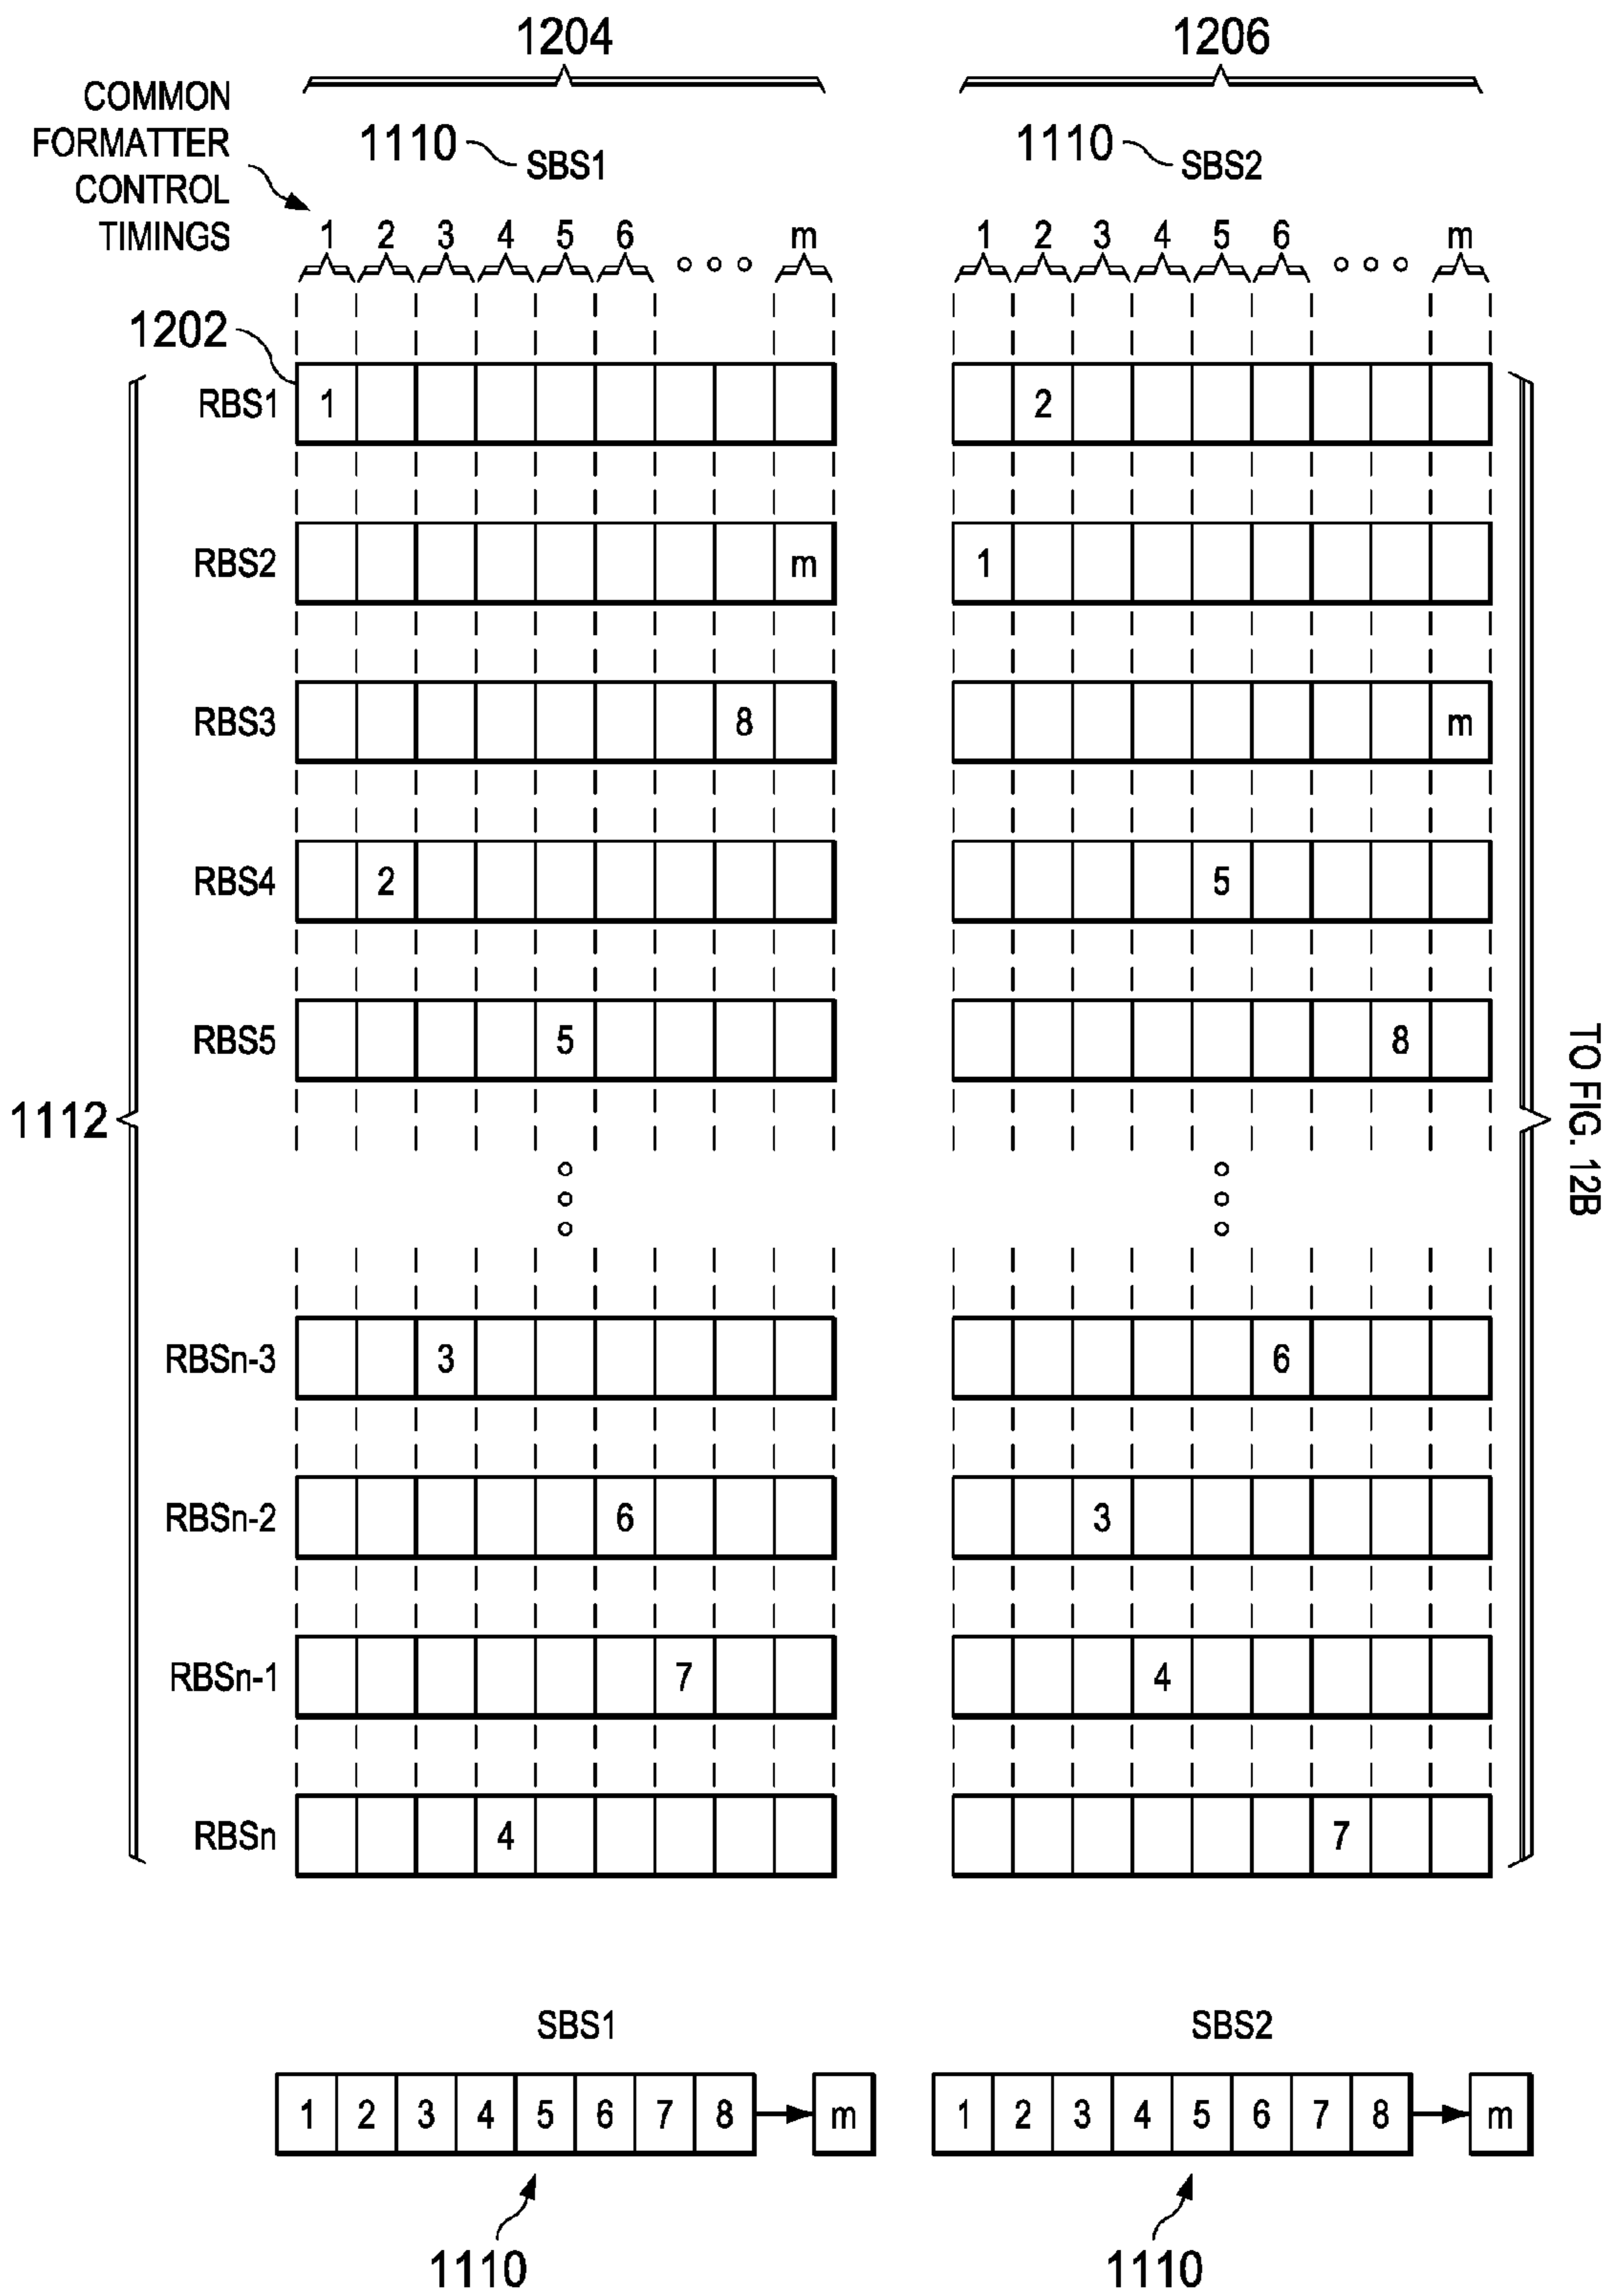 1204 1206
COMMON
FORMATTER
CONTROL
TIMINGS
1110 SBS1 1110 SBS2
1 2 3 4 5 6 m 1 2 3 4 5 6 m
1202
RBS1 1 2
RBS2 m 1
RBS3 8 m
RBS4 2 5
RBS5 5 8
1112
TO FIG. 12B
RBSn-3 3 6
RBSn-2 6 3
RBSn-1 7 4
RBSn 4 7
SBS1 SBS2
1 2 3 4 5 6 7 8 m 1 2 3 4 5 6 7 8 m
1110 1110